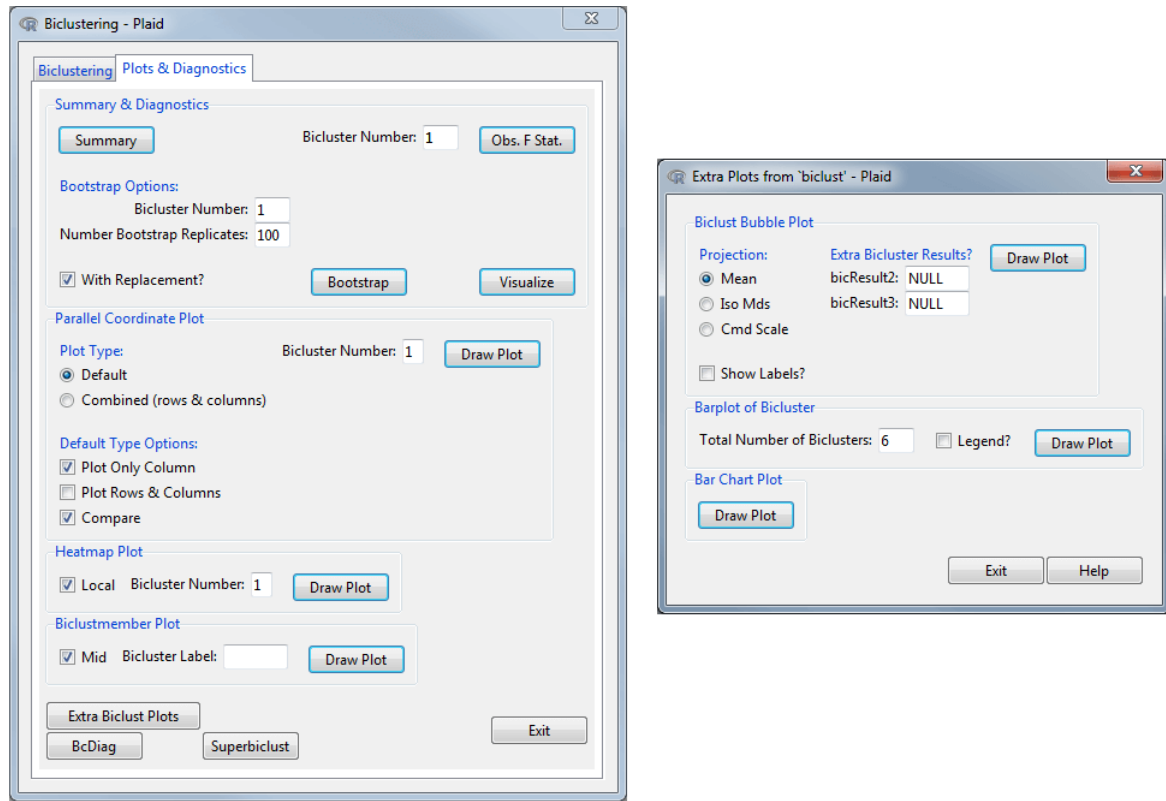 Biclustering - Plaid
Biclustering Plots & Diagnostics
Summary & Diagnostics
Summary Bicluster Number: 1 Obs. F Stat.
Bootstrap Options:
Bicluster Number: 1
Number Bootstrap Replicates: 100
With Replacement? Bootstrap Visualize
Parallel Coordinate Plot
Plot Type: Bicluster Number: 1 Draw Plot
Default
Combined (rows & columns)
Default Type Options:
Plot Only Column
Plot Rows & Columns
Compare
Heatmap Plot
Local Bicluster Number: 1 Draw Plot
Biclustmember Plot
Mid Bicluster Label: Draw Plot
Extra Biclust Plots
Exit
BcDiag Superbiclust
Extra Plots from `biclust' - Plaid
Biclust Bubble Plot
Projection: Extra Bicluster Results? Draw Plot
Mean bicResult2: NULL
Iso Mds bicResult3: NULL
Cmd Scale
Show Labels?
Barplot of Bicluster
Total Number of Biclusters: 6 Legend? Draw Plot
Bar Chart Plot
Draw Plot
Exit Help